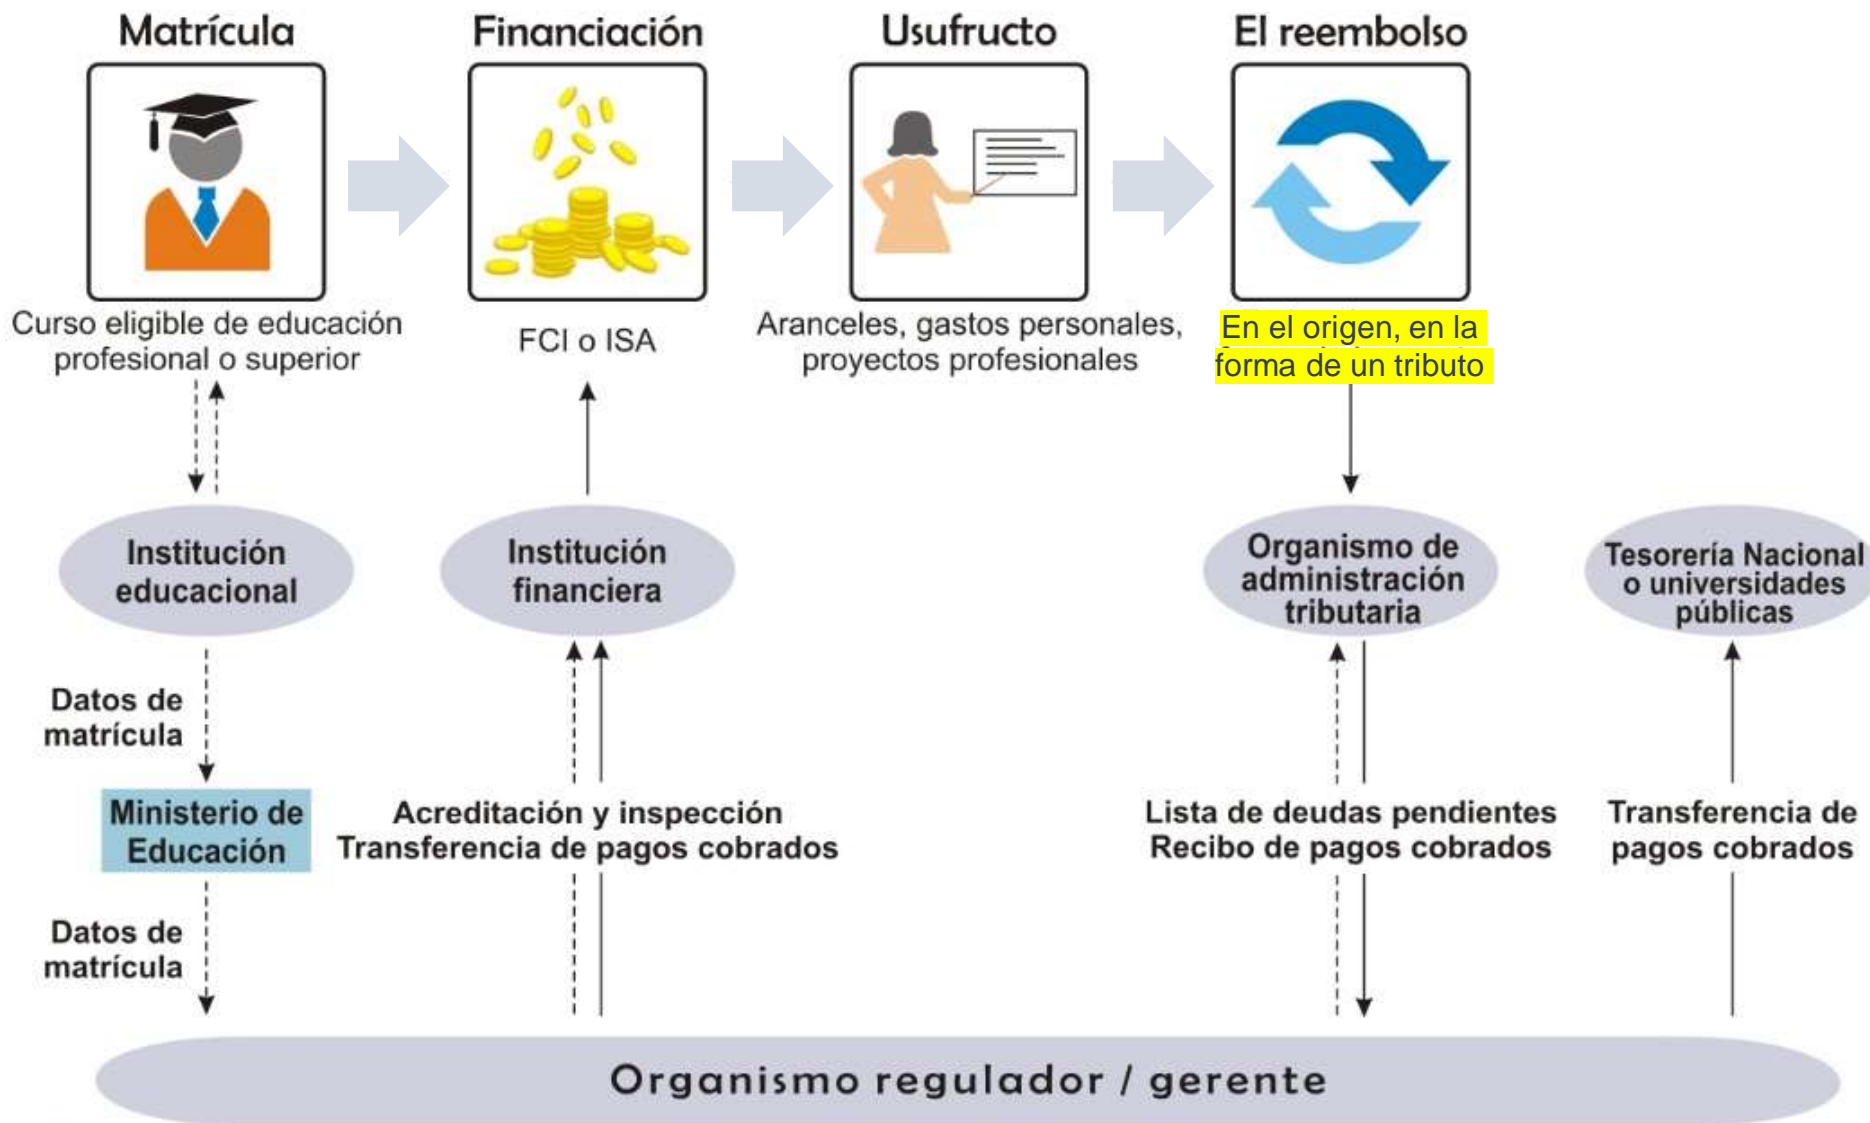 Matrícula
Financiación
Usufructo
El reembolso
Curso eligible de educación
profesional o superior
FCI o ISA
Aranceles, gastos personales,
proyectos profesionales
En el origen, en la
forma de un tributo
Institución
educacional
Institución
financiera
Organismo de
administración
tributaria
Tesorería Nacional
o universidades
públicas
Datos de
matrícula
Ministerio de
Educación
Acreditación y inspección
Transferencia de pagos cobrados
Lista de deudas pendientes
Recibo de pagos cobrados
Transferencia de
pagos cobrados
Datos de
matrícula
Organismo regulador / gerente